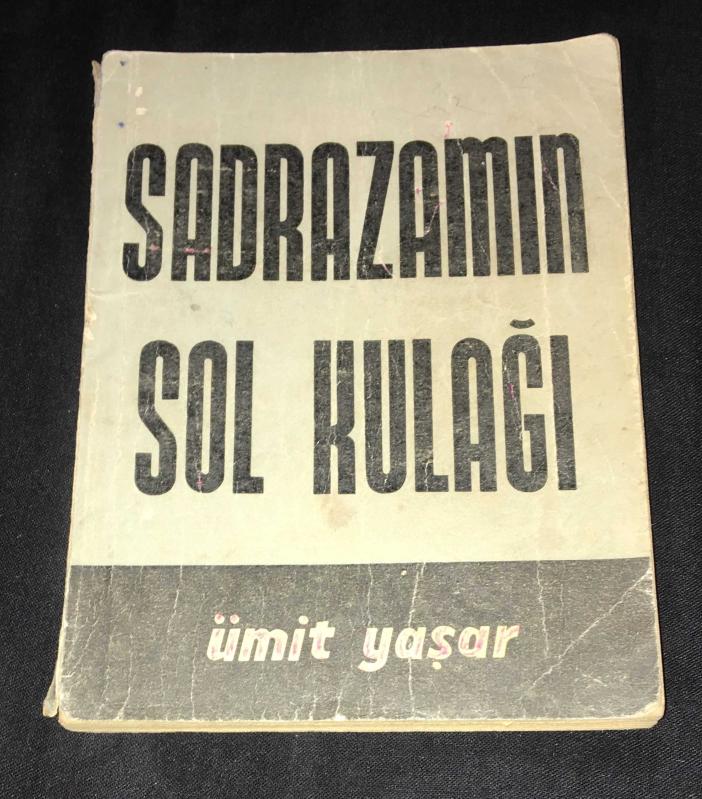 SADRAZAMIN
SOL KULAĞI
ümit yaşar